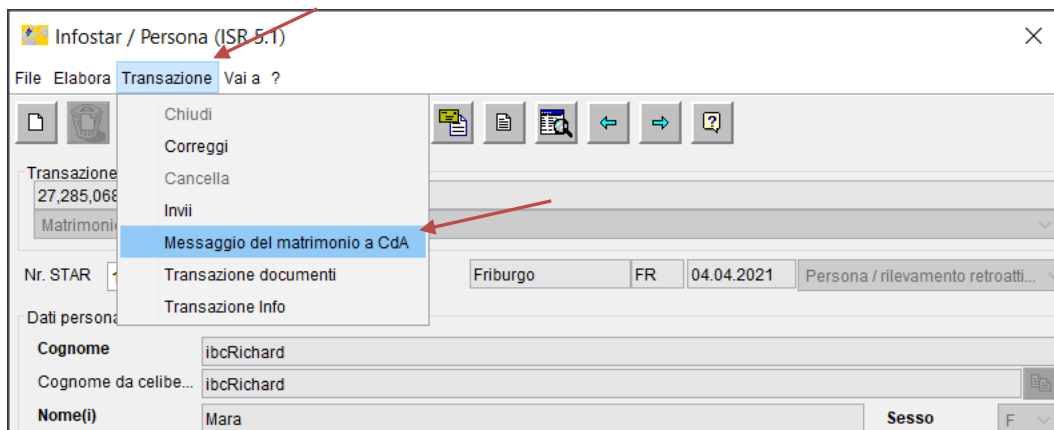 Infostar / Persona (ISR 5.1)
File Elabora Transazione Vai a ?
Chiudi
Correggi
Cancella
Invii
Messaggio del matrimonio a CdA
Transazione documenti
Transazione Info
Transazione
27,285,068
Matrimoni
Nr. STAR Friburgo FR 04.04.2021 Persona / rilevamento retroatti...
Dati persona
Cognome ibcRichard
Cognome da celibe... ibcRichard
Nome(i) Mara Sesso F